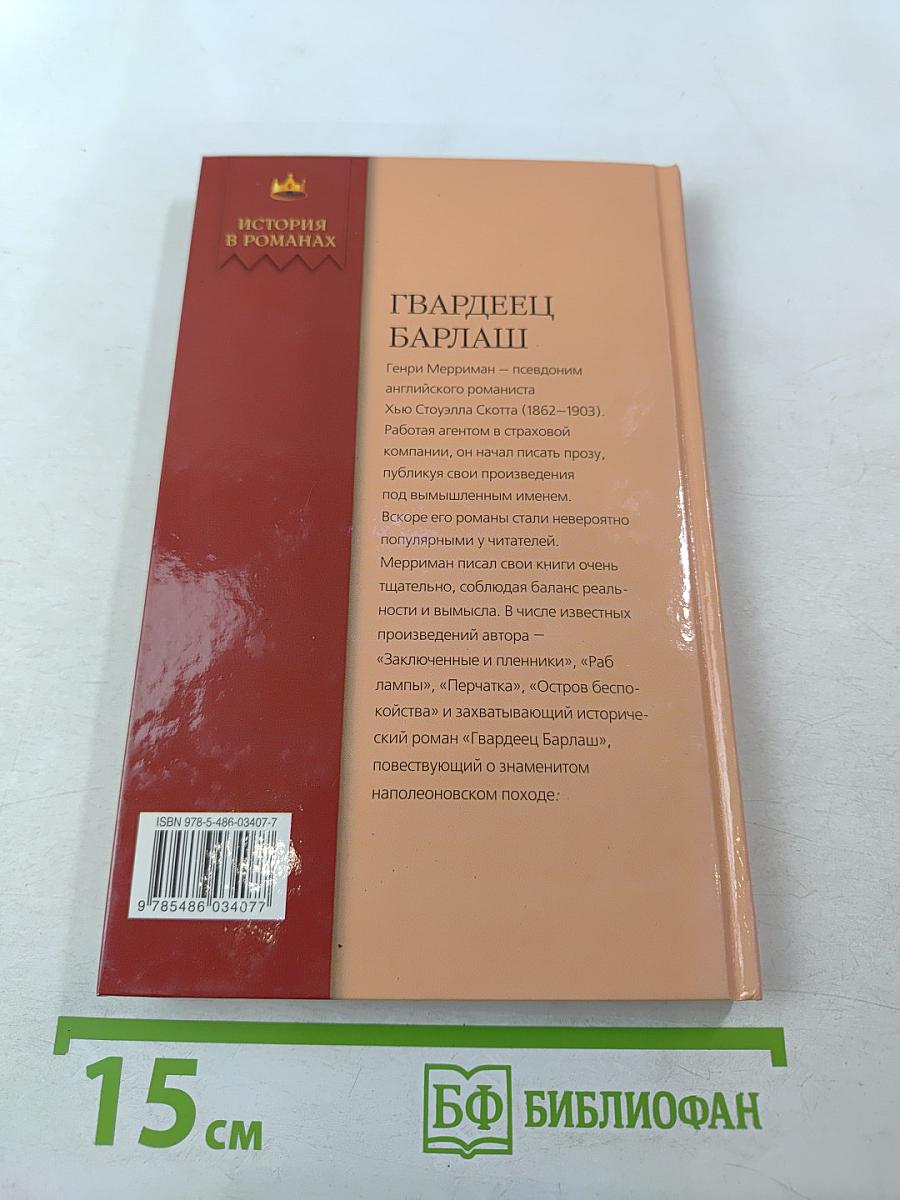 ИСТОРИЯ
В РОМАНАХ
ГВАРДЕЕЦ
БАРЛАШ
Генри Мерриман — псевдоним
английского романиста
Хью Стоуэлла Скотта (1862—1903).
Работая агентом в страховой
компании, он начал писать прозу,
публикуя свои произведения
под вымышленным именем.
Вскоре его романы стали невероятно
популярными у читателей.
Мерриман писал свои книги очень
тщательно, соблюдая баланс реаль-
ности и вымысла. В числе известных
произведений автора —
«Заключенные и пленники», «Раб
лампы», «Перчатка», «Остров беспо-
койства» и захватывающий историче-
ский роман «Гвардеец Барлаш»,
повествующий о знаменитом
наполеоновском походе.
ISBN 978-5-486-03407-7
9 785486 034077
15 см
БФ БИБЛИОФАН